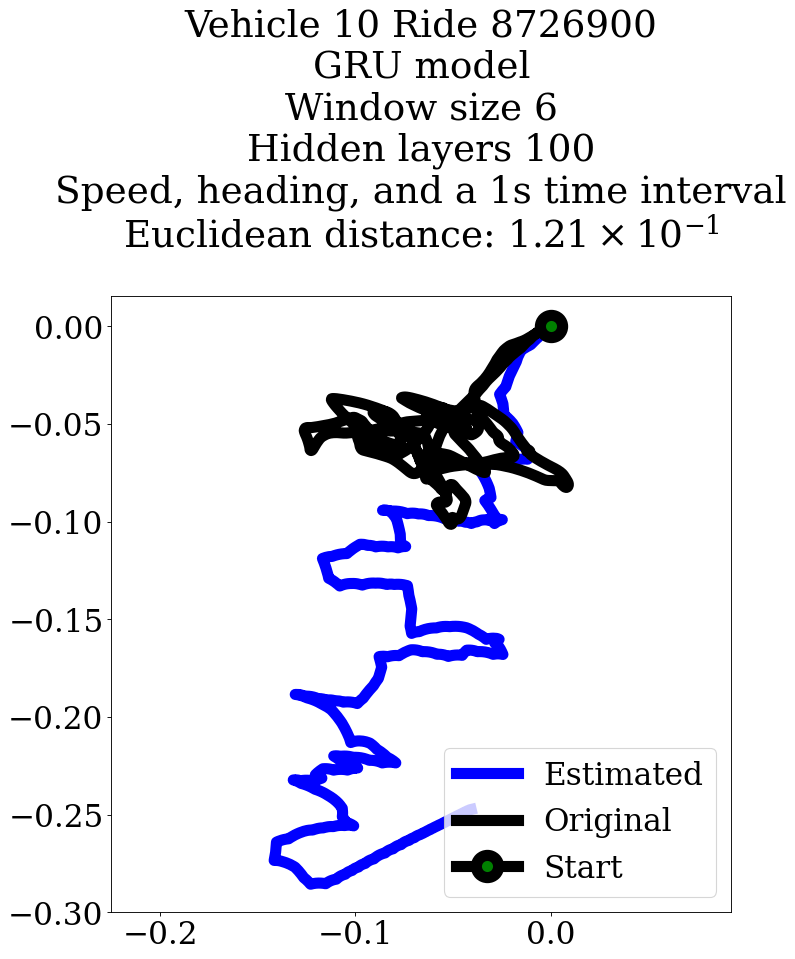 Vehicle 10 Ride 8726900
GRU model
Window size 6
Hidden layers 100
Speed, heading, and a 1s time interval
Euclidean distance: 1.21 × 10⁻¹
0.00
−0.05
−0.10
−0.15
−0.20
−0.25
−0.30
Estimated
Original
Start
−0.2 −0.1 0.0